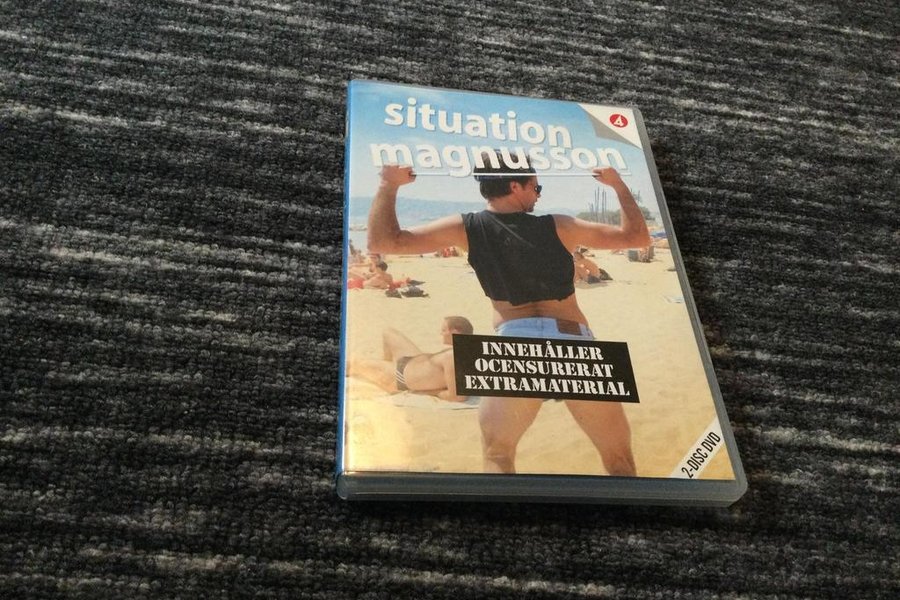 situation
magnusson
4
INNEHÅLLER
OCENSURERAT
EXTRAMATERIAL
2-DISC DVD